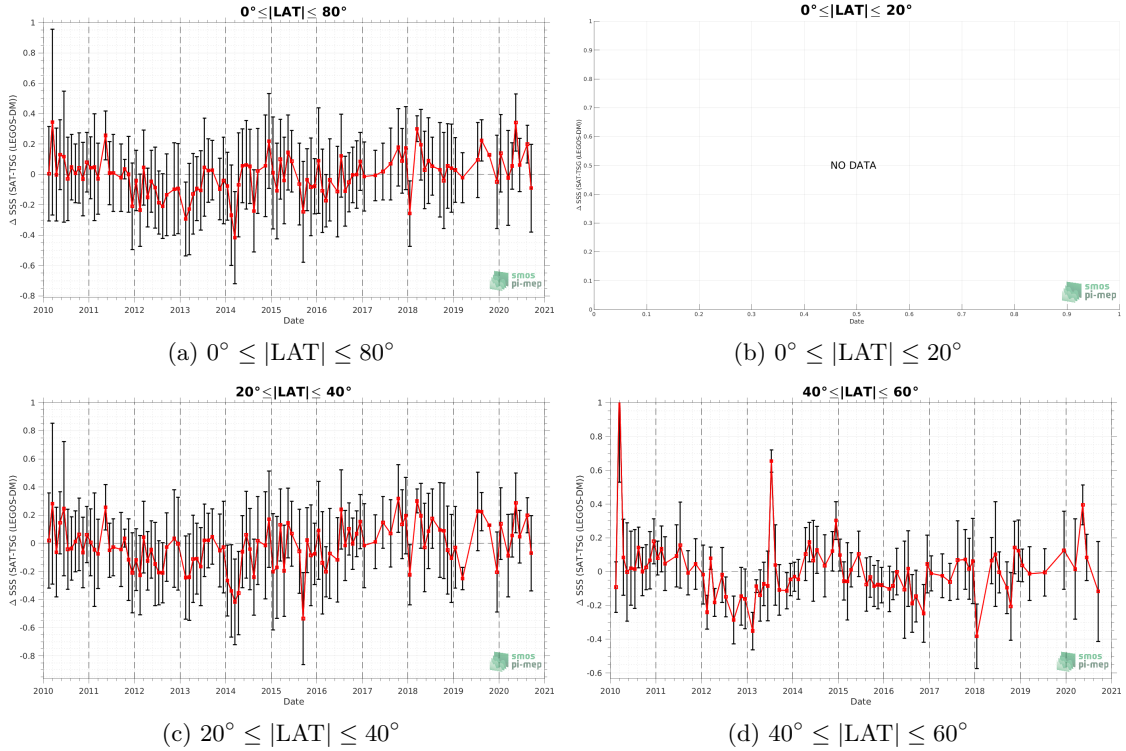 0°≤|LAT|≤ 80°
Δ SSS (SAT-TSG (LEGOS-DM))
1
0.8
0.6
0.4
0.2
0
-0.2
-0.4
-0.6
-0.8
2010 2011 2012 2013 2014 2015 2016 2017 2018 2019 2020 2021
Date
smos
pi-mep
(a) 0° ≤ |LAT| ≤ 80°
0°≤|LAT|≤ 20°
Δ SSS (SAT-TSG (LEGOS-DM))
1
0.9
0.8
0.7
0.6
0.5
0.4
0.3
0.2
0.1
0
NO DATA
0 0.1 0.2 0.3 0.4 0.5 0.6 0.7 0.8 0.9 1
Date
smos
pi-mep
(b) 0° ≤ |LAT| ≤ 20°
20°≤|LAT|≤ 40°
Δ SSS (SAT-TSG (LEGOS-DM))
1
0.8
0.6
0.4
0.2
0
-0.2
-0.4
-0.6
-0.8
2010 2011 2012 2013 2014 2015 2016 2017 2018 2019 2020 2021
Date
smos
pi-mep
(c) 20° ≤ |LAT| ≤ 40°
40°≤|LAT|≤ 60°
Δ SSS (SAT-TSG (LEGOS-DM))
1
0.8
0.6
0.4
0.2
0
-0.2
-0.4
-0.6
2010 2011 2012 2013 2014 2015 2016 2017 2018 2019 2020 2021
Date
smos
pi-mep
(d) 40° ≤ |LAT| ≤ 60°